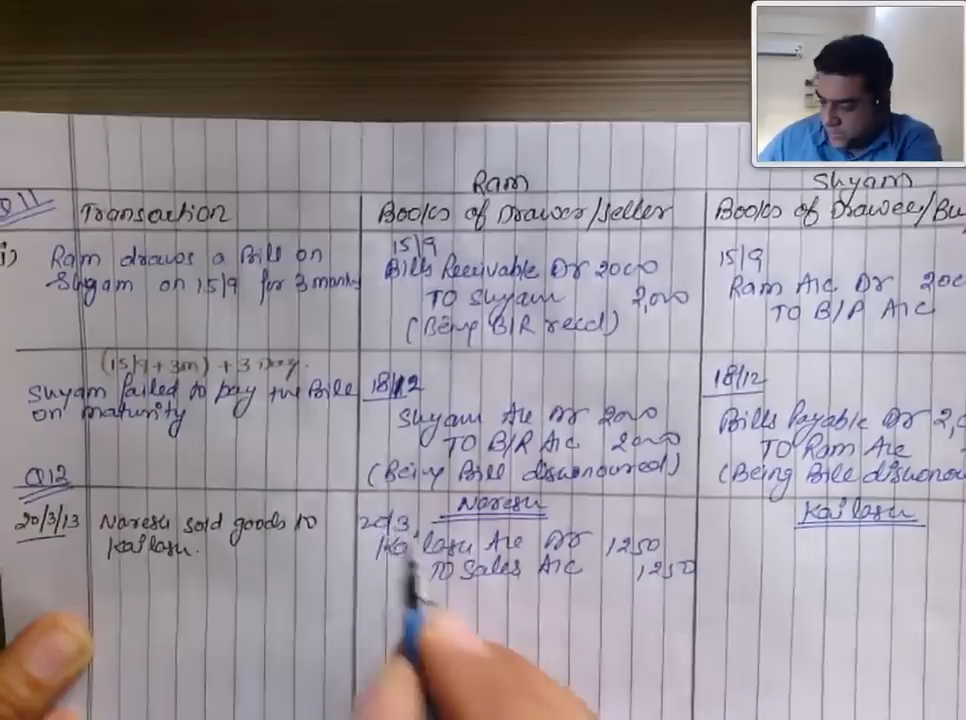 Ram
Shyam
Q11
Transaction
Books of Drawer/Seller
Books of Drawee/Bu
i) Ram draws a Bill on
Shyam on 15/9 for 3 months
15/9
Bills Receivable Dr 2000
TO Shyam 2,000
(Being B/R recd)
15/9
Ram A/c Dr 200
TO B/P A/C
(15/9 + 3m) + 3 Day.
Shyam failed to pay the Bill
on maturity
18/12
Shyam A/c Dr 2000
TO B/R A/C 2000
(Being Bill dishonoured)
18/12
Bills Payable Dr 2,0
TO Ram A/c
(Being Bill dishonou
Q12
20/3/13 Naresh sold goods to
Kailash.
Naresh
20/3
Kailash A/c Dr 1250
TO Sales A/C 1250
Kailash